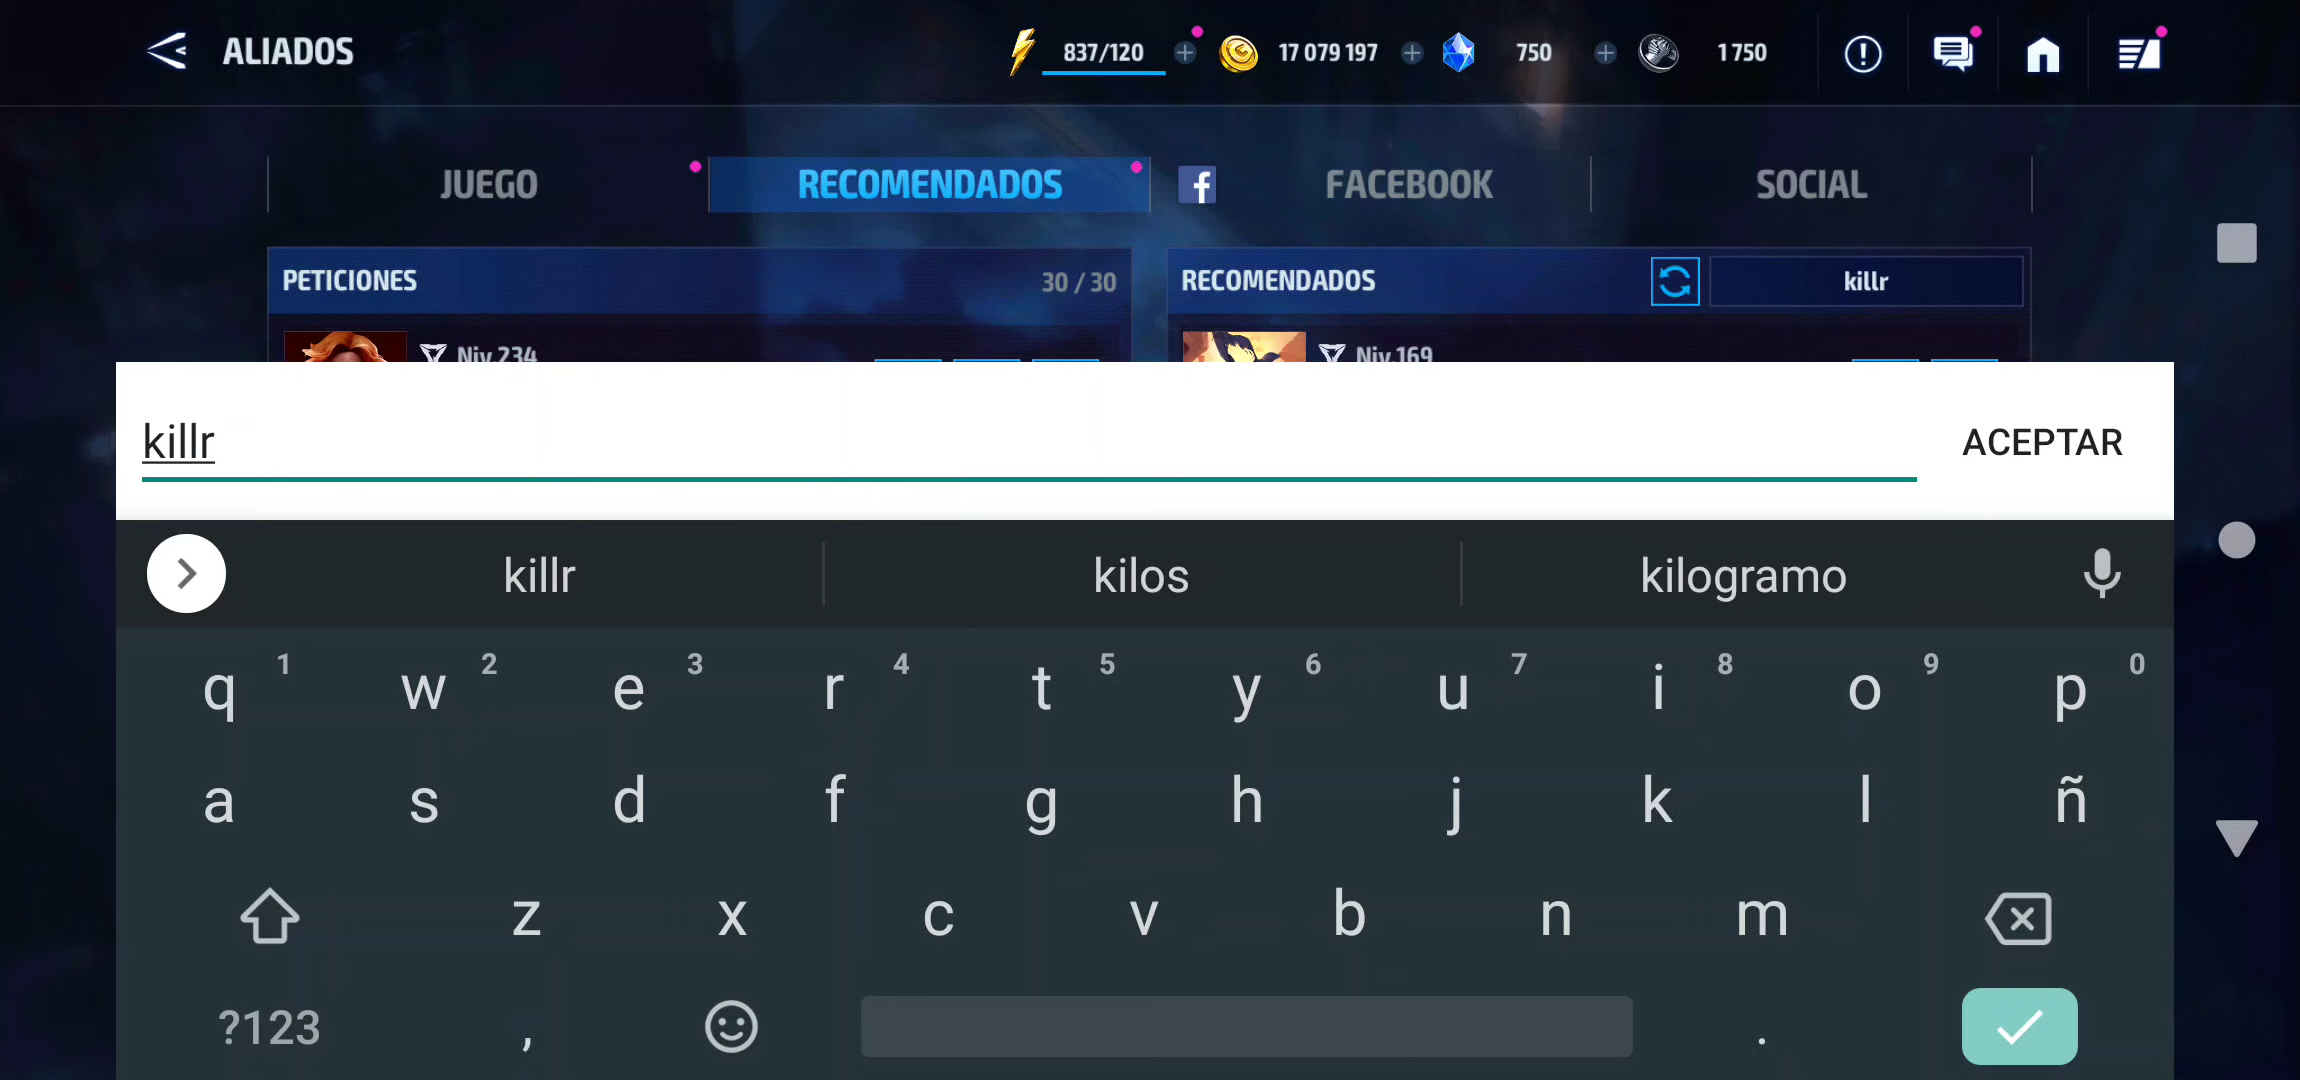 ALIADOS
837/120
17 079 197
750
1 750
JUEGO
RECOMENDADOS
FACEBOOK
SOCIAL
PETICIONES
30 / 30
RECOMENDADOS
killr
Niv.234
Niv.169
killr
ACEPTAR
killr
kilos
kilogramo
q 1 w 2 e 3 r 4 t 5 y 6 u 7 i 8 o 9 p 0
a s d f g h j k l ñ
z x c v b n m
?123 , .